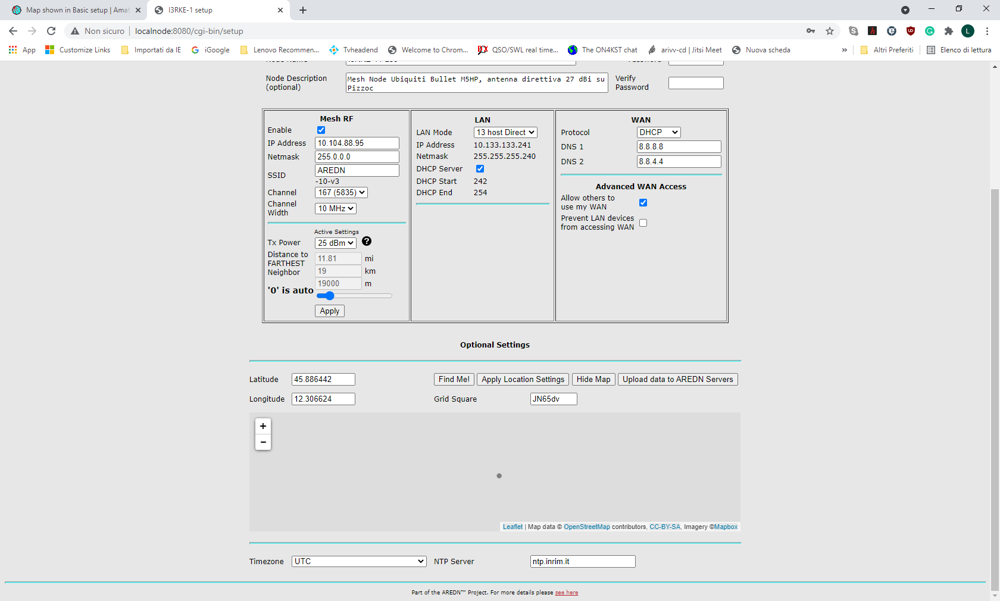 Map shown in Basic setup | Amat
I3RKE-1 setup
Non sicuro
localnode:8080/cgi-bin/setup
L
App
Customize Links
Importati da IE
iGoogle
Lenovo Recommen...
Tvheadend
Welcome to Chrom...
QSO/SWL real time...
The ON4KST chat
arivv-cd | Jitsi Meet
Nuova scheda
»
Altri Preferiti
Elenco di lettura
Node Description
(optional)
Mesh Node Ubiquiti Bullet M5HP, antenna direttiva 27 dBi su
Pizzoc
Verify
Password
Mesh RF
Enable
IP Address 10.104.88.95
Netmask 255.0.0.0
SSID AREDN
-10-v3
Channel 167 (5835)
Channel
Width
10 MHz
Active Settings
Tx Power 25 dBm ?
Distance to
FARTHEST
Neighbor
11.81 mi
19 km
19000 m
'0' is auto
Apply
LAN
LAN Mode 13 host Direct
IP Address 10.133.133.241
Netmask 255.255.255.240
DHCP Server
DHCP Start 242
DHCP End 254
WAN
Protocol DHCP
DNS 1 8.8.8.8
DNS 2 8.8.4.4
Advanced WAN Access
Allow others to
use my WAN
Prevent LAN devices
from accessing WAN
Optional Settings
Latitude 45.886442
Find Me! Apply Location Settings Hide Map Upload data to AREDN Servers
Longitude 12.306624
Grid Square JN65dv
+
−
Leaflet | Map data © OpenStreetMap contributors, CC-BY-SA, Imagery ©Mapbox
Timezone UTC
NTP Server ntp.inrim.it
Part of the AREDN™ Project. For more details please see here